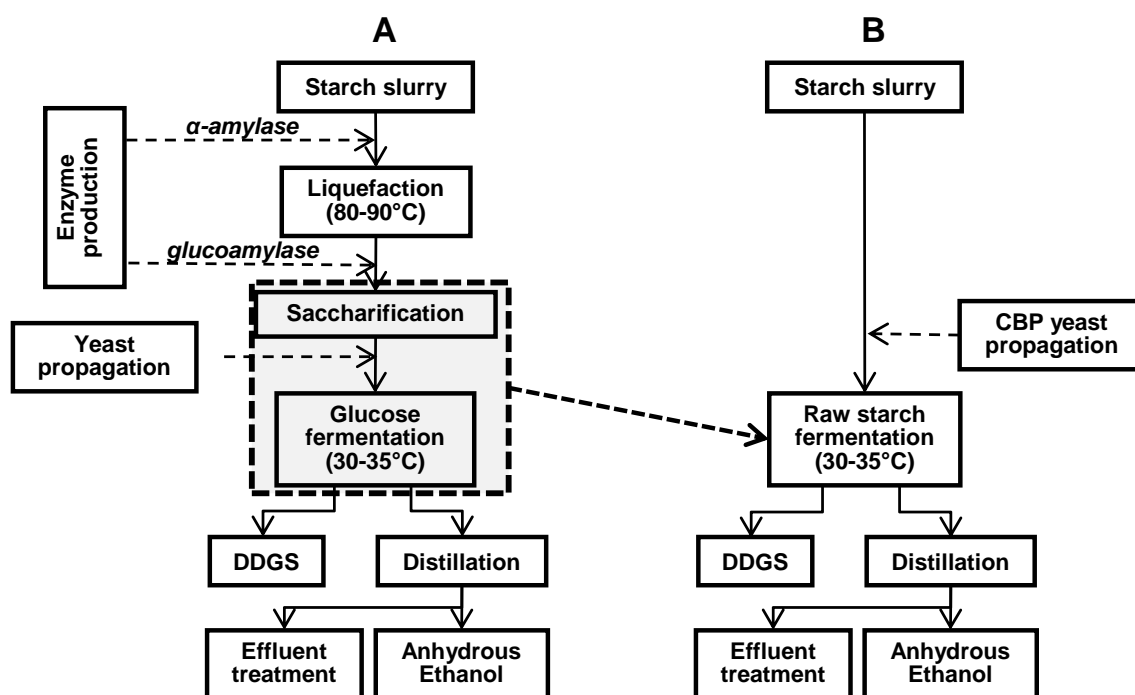 A
Starch slurry
α-amylase
Enzyme
production
Liquefaction
(80-90°C)
glucoamylase
Saccharification
Yeast
propagation
Glucose
fermentation
(30-35°C)
DDGS
Distillation
Effluent
treatment
Anhydrous
Ethanol
B
Starch slurry
CBP yeast
propagation
Raw starch
fermentation
(30-35°C)
DDGS
Distillation
Effluent
treatment
Anhydrous
Ethanol